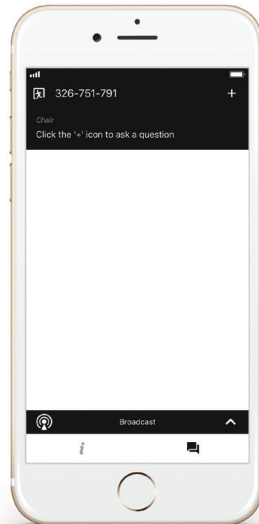 326-751-791 +
Chair
Click the '+' icon to ask a question
Broadcast
i